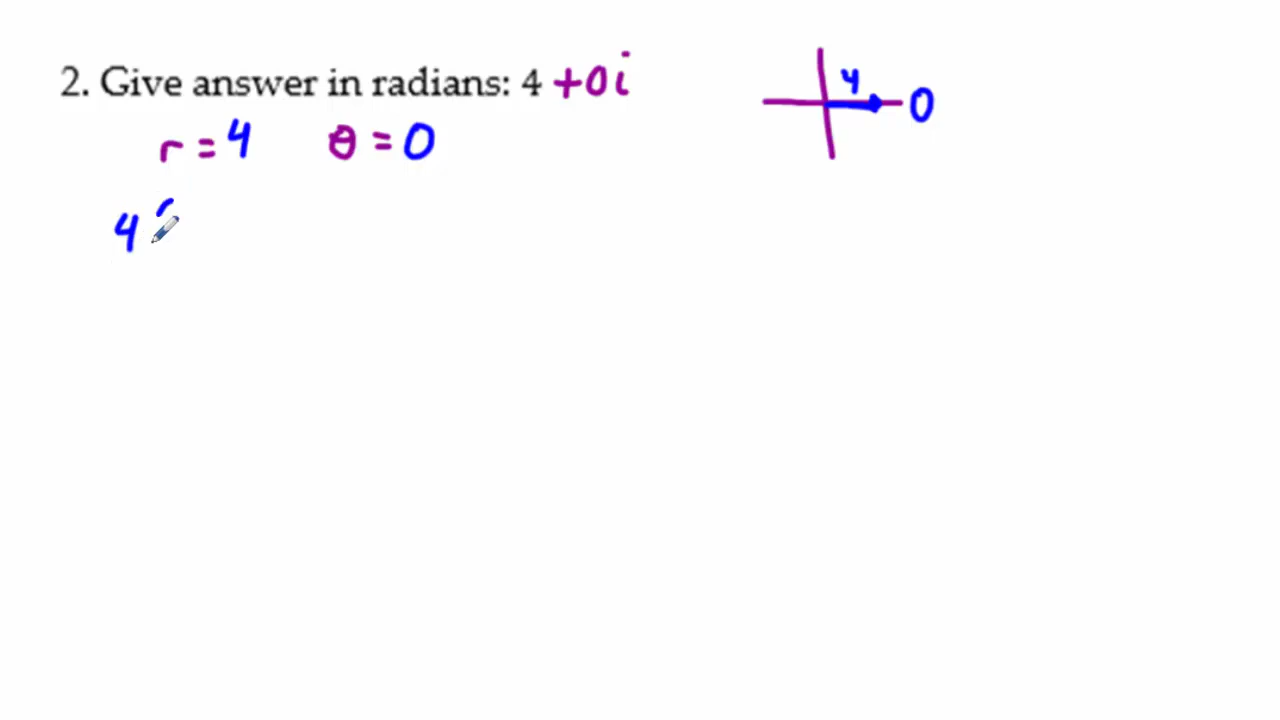 2. Give answer in radians: 4 +0i
4
0
r = 4 θ = 0
4